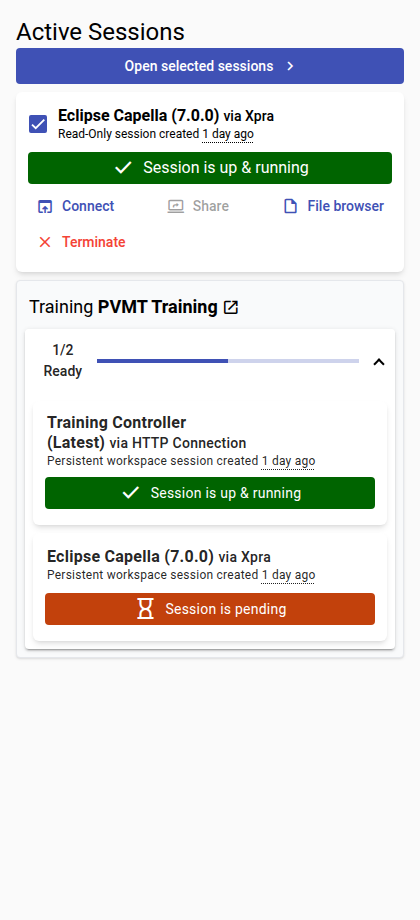 Active Sessions
Open selected sessions
Eclipse Capella (7.0.0) via Xpra
Read-Only session created 1 day ago
Session is up & running
Connect
Share
File browser
Terminate
Training PVMT Training
1/2
Ready
Training Controller
(Latest) via HTTP Connection
Persistent workspace session created 1 day ago
Session is up & running
Eclipse Capella (7.0.0) via Xpra
Persistent workspace session created 1 day ago
Session is pending